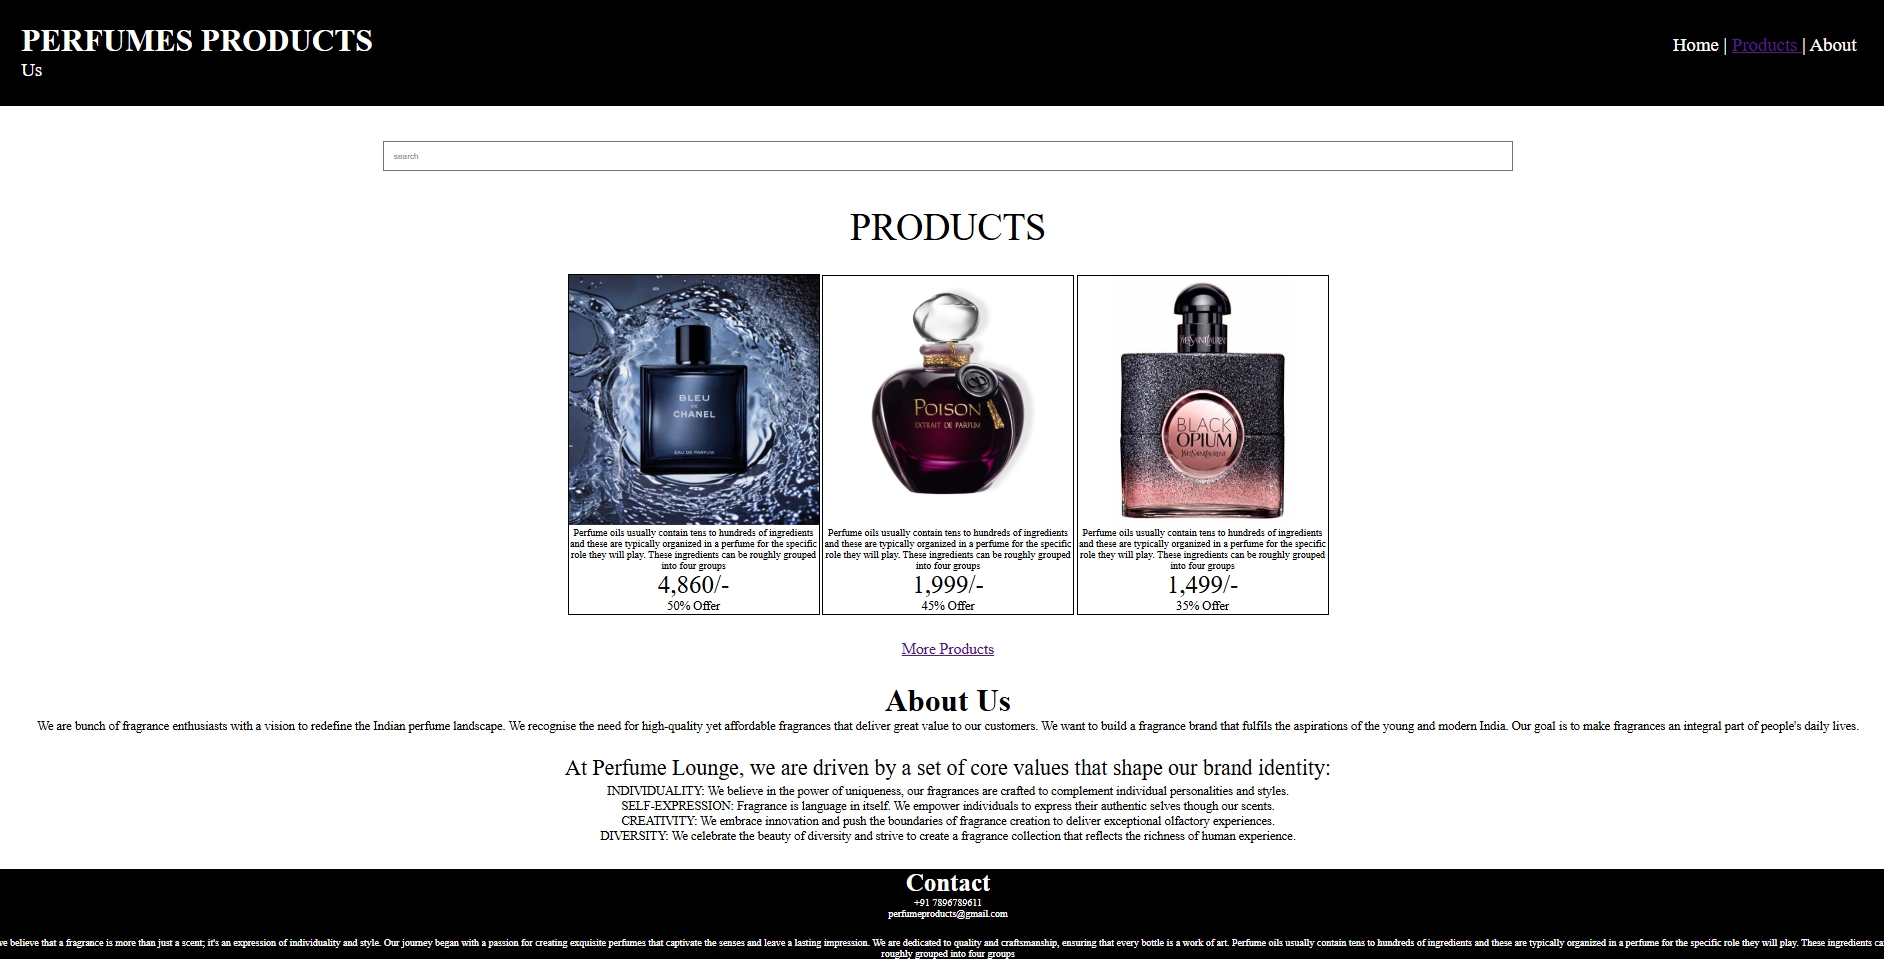 PERFUMES PRODUCTS
Home | Products | About
Us
search
PRODUCTS
BLEU
DE
CHANEL
EAU DE PARFUM
POISON
EXTRAIT DE PARFUM
YVESSAINTLAURENT
BLACK
OPIUM
YVESSAINTLAURENT
Perfume oils usually contain tens to hundreds of ingredients
and these are typically organized in a perfume for the specific
role they will play. These ingredients can be roughly grouped
into four groups
4,860/-
50% Offer
Perfume oils usually contain tens to hundreds of ingredients
and these are typically organized in a perfume for the specific
role they will play. These ingredients can be roughly grouped
into four groups
1,999/-
45% Offer
Perfume oils usually contain tens to hundreds of ingredients
and these are typically organized in a perfume for the specific
role they will play. These ingredients can be roughly grouped
into four groups
1,499/-
35% Offer
More Products
About Us
We are bunch of fragrance enthusiasts with a vision to redefine the Indian perfume landscape. We recognise the need for high-quality yet affordable fragrances that deliver great value to our customers. We want to build a fragrance brand that fulfils the aspirations of the young and modern India. Our goal is to make fragrances an integral part of people's daily lives.
At Perfume Lounge, we are driven by a set of core values that shape our brand identity:
INDIVIDUALITY: We believe in the power of uniqueness, our fragrances are crafted to complement individual personalities and styles.
SELF-EXPRESSION: Fragrance is language in itself. We empower individuals to express their authentic selves though our scents.
CREATIVITY: We embrace innovation and push the boundaries of fragrance creation to deliver exceptional olfactory experiences.
DIVERSITY: We celebrate the beauty of diversity and strive to create a fragrance collection that reflects the richness of human experience.
Contact
+91 7896789611
perfumeproducts@gmail.com
believe that a fragrance is more than just a scent; it's an expression of individuality and style. Our journey began with a passion for creating exquisite perfumes that captivate the senses and leave a lasting impression. We are dedicated to quality and craftsmanship, ensuring that every bottle is a work of art. Perfume oils usually contain tens to hundreds of ingredients and these are typically organized in a perfume for the specific role they will play. These ingredients
roughly grouped into four groups